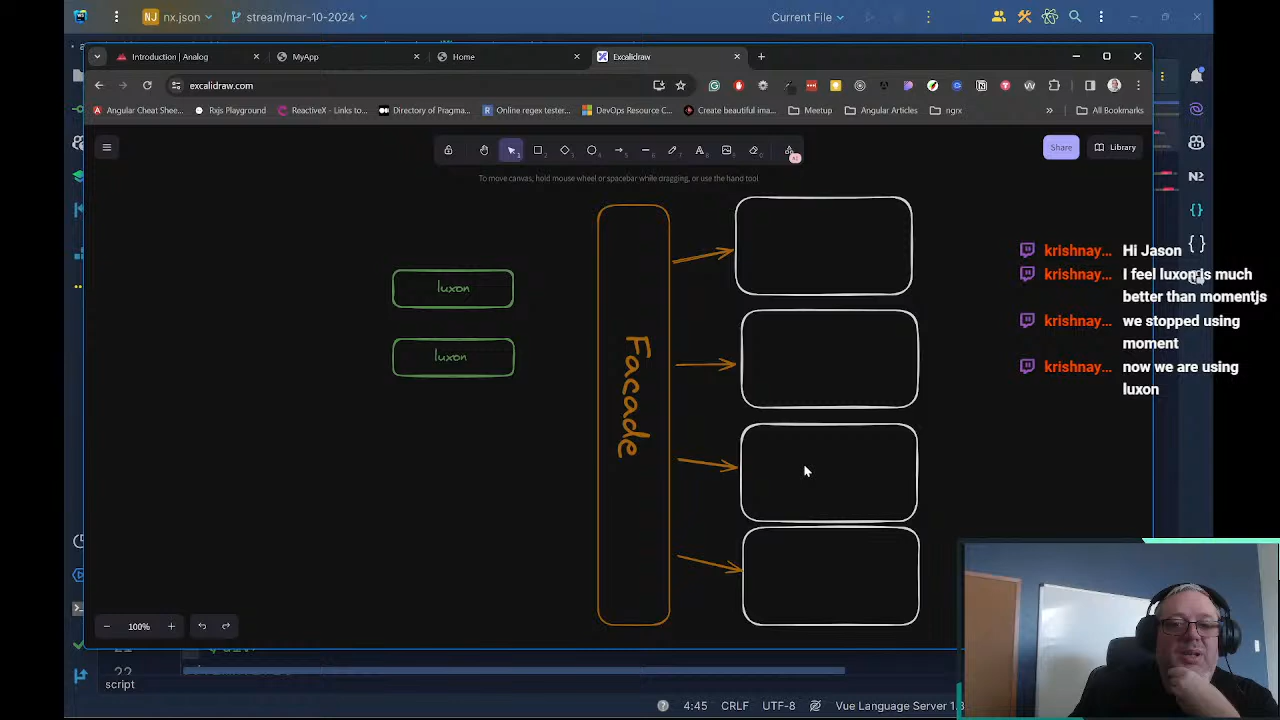 NJ nx.json stream/mar-10-2024 Current File
Introduction | Analog MyApp Home Excalidraw
excalidraw.com
Angular Cheat Shee... Rxjs Playground ReactiveX - Links to... Directory of Pragma... Online regex tester... DevOps Resource C... Create beautiful ima... Meetup Angular Articles ngrx All Bookmarks
Share Library
To move canvas, hold mouse wheel or spacebar while dragging, or use the hand tool
luxon
luxon
Facade
krishnay... Hi Jason
krishnay... I feel luxon is much
better than momentjs
krishnay... we stopped using
moment
krishnay... now we are using
luxon
100%
22
script
4:45 CRLF UTF-8 Vue Language Server 1.8